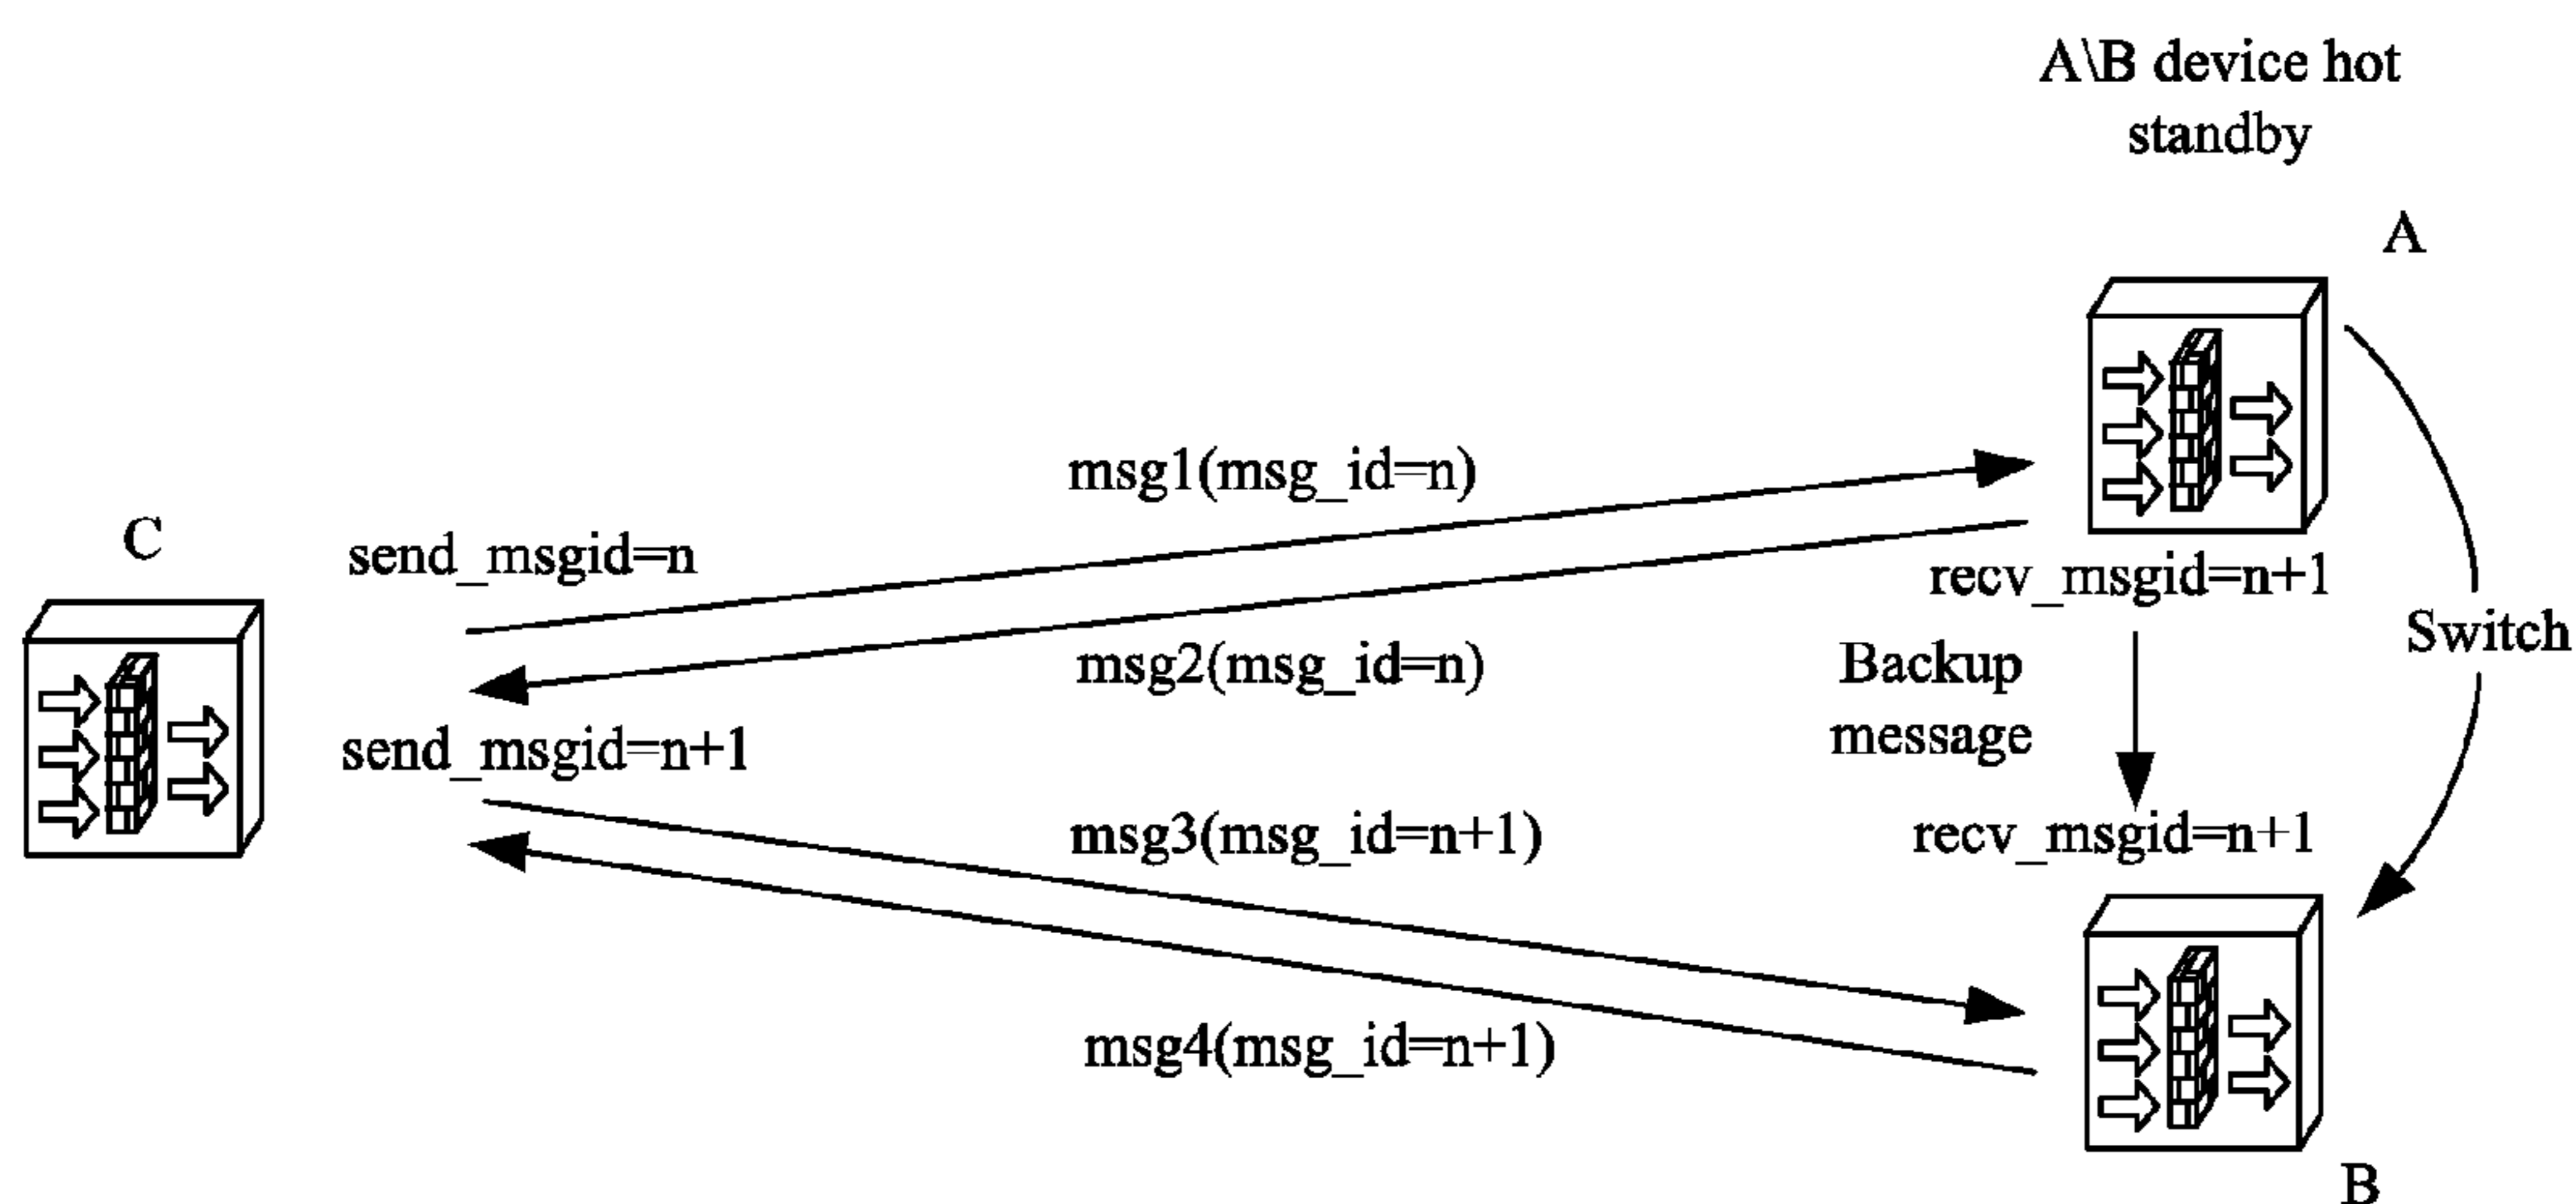 A\B device hot
standby
A
msg1(msg_id=n)
C
send_msgid=n
recv_msgid=n+1
Switch
msg2(msg_id=n)
Backup
message
send_msgid=n+1
msg3(msg_id=n+1)
recv_msgid=n+1
msg4(msg_id=n+1)
B